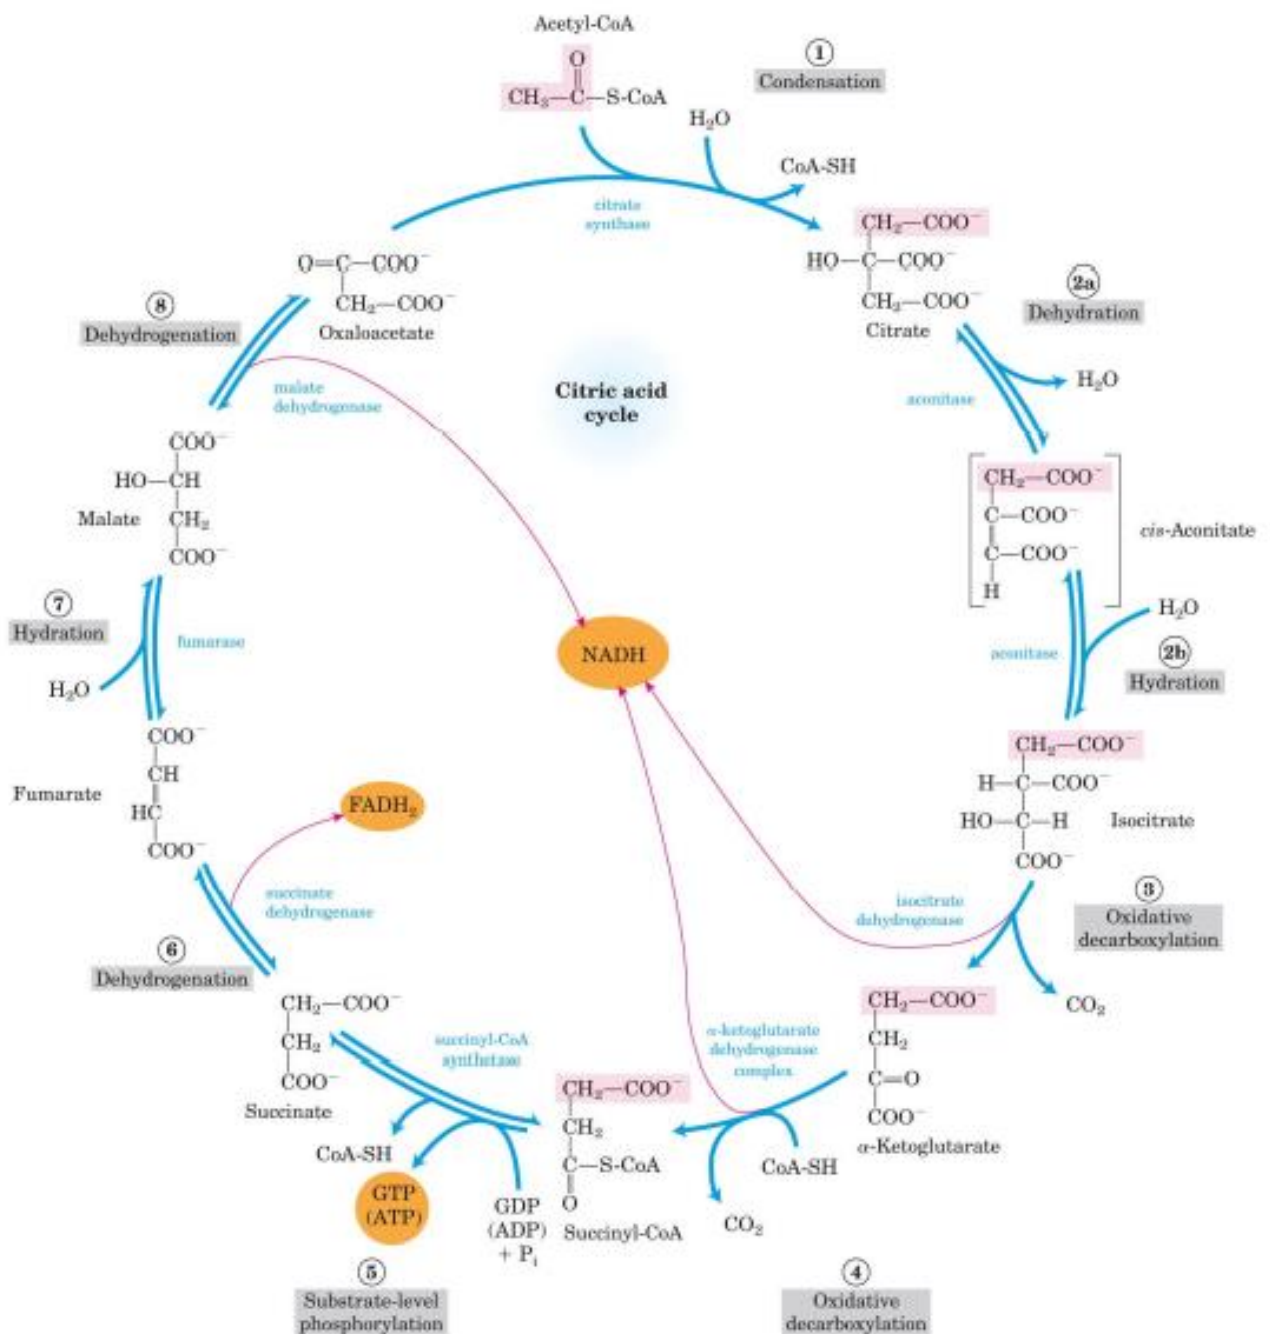 Acetyl-CoA
O
CH₃—C—S-CoA
1
Condensation
H₂O
CoA-SH
citrate
synthase
CH₂—COO⁻
HO—C—COO⁻
CH₂—COO⁻
Citrate
2a
Dehydration
H₂O
aconitase
CH₂—COO⁻
C—COO⁻
C—COO⁻
H
cis-Aconitate
H₂O
aconitase
2b
Hydration
CH₂—COO⁻
H—C—COO⁻
HO—C—H
COO⁻
Isocitrate
3
Oxidative
decarboxylation
isocitrate
dehydrogenase
CO₂
CH₂—COO⁻
CH₂
C=O
COO⁻
α-Ketoglutarate
α-ketoglutarate
dehydrogenase
complex
CoA-SH
CO₂
4
Oxidative
decarboxylation
CH₂—COO⁻
CH₂
C—S-CoA
O
Succinyl-CoA
succinyl-CoA
synthetase
GDP
(ADP)
+ Pᵢ
CoA-SH
GTP
(ATP)
5
Substrate-level
phosphorylation
CH₂—COO⁻
CH₂
COO⁻
Succinate
6
Dehydrogenation
succinate
dehydrogenase
FADH₂
COO⁻
CH
HC
COO⁻
Fumarate
7
Hydration
H₂O
fumarase
COO⁻
HO—CH
CH₂
COO⁻
Malate
8
Dehydrogenation
malate
dehydrogenase
O=C—COO⁻
CH₂—COO⁻
Oxaloacetate
Citric acid
cycle
NADH